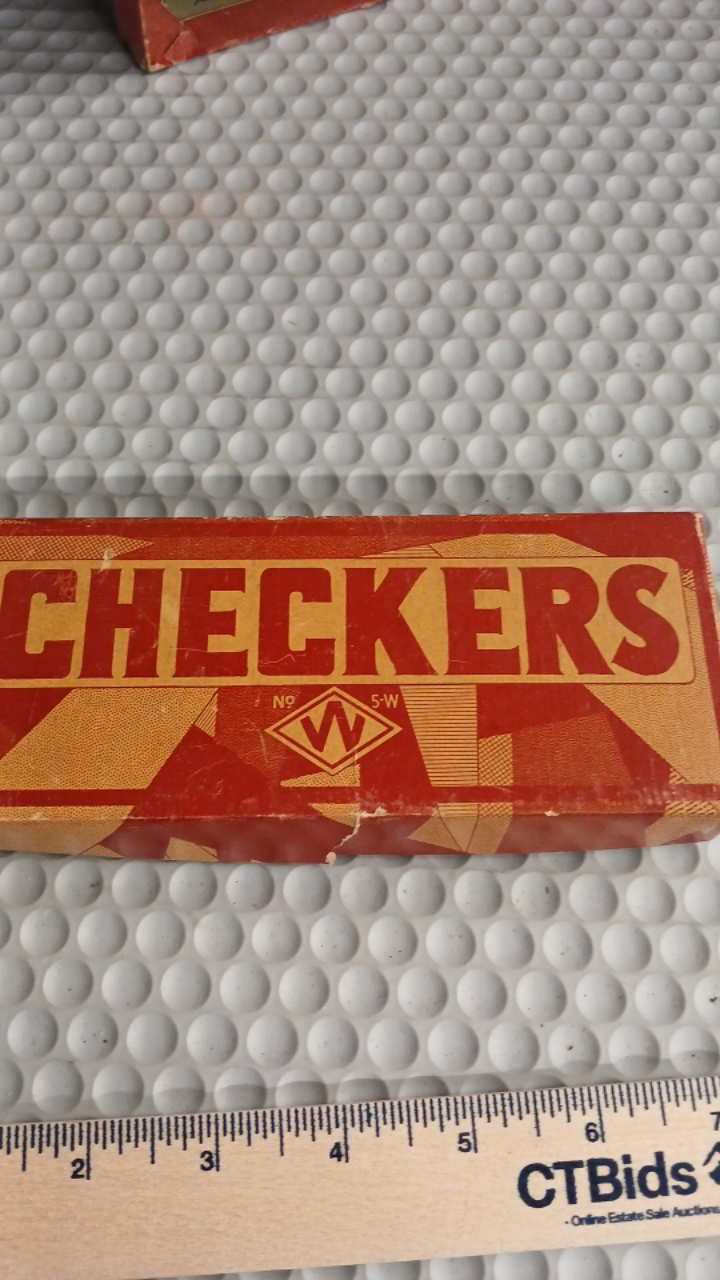 CHECKERS
No 5-W
W
2 3 4 5 6 7
CTBids
- Online Estate Sale Auctions